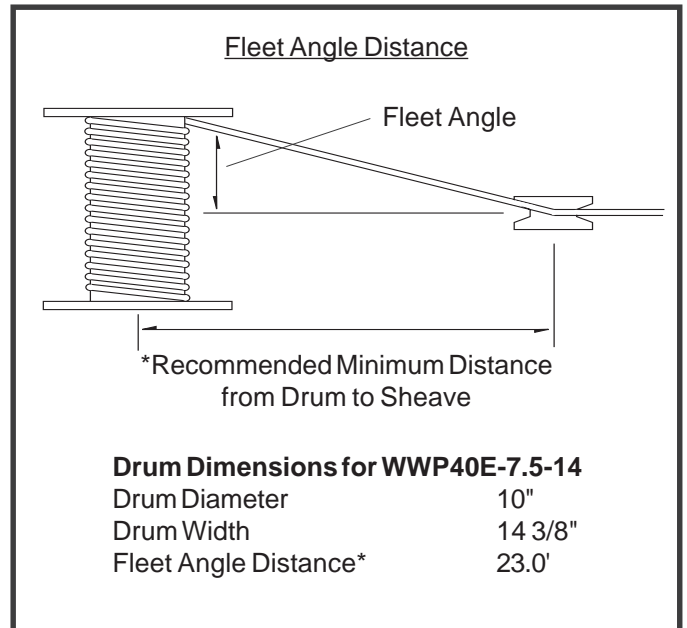 Fleet Angle Distance
Fleet Angle
*Recommended Minimum Distance
from Drum to Sheave
Drum Dimensions for WWP40E-7.5-14
Drum Diameter 10"
Drum Width 14 3/8"
Fleet Angle Distance* 23.0'